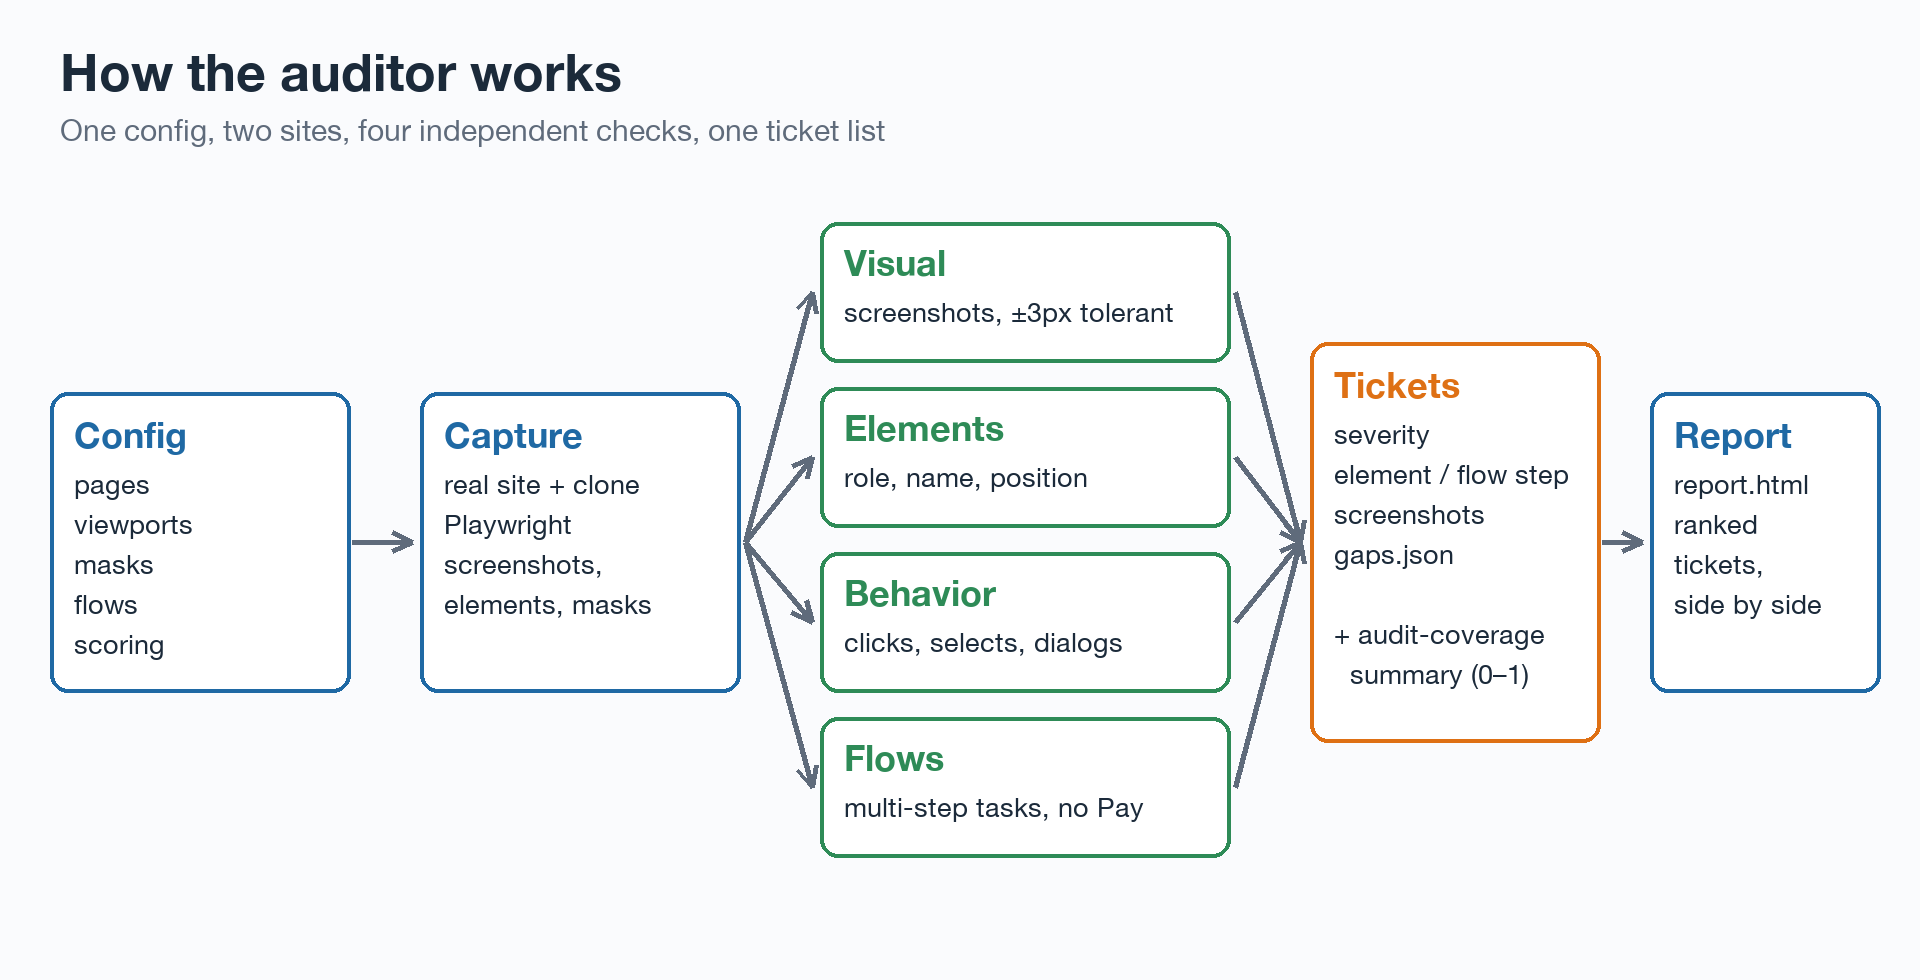 How the auditor works
One config, two sites, four independent checks, one ticket list
Config
pages
viewports
masks
flows
scoring
Capture
real site + clone
Playwright
screenshots,
elements, masks
Visual
screenshots, ±3px tolerant
Elements
role, name, position
Behavior
clicks, selects, dialogs
Flows
multi-step tasks, no Pay
Tickets
severity
element / flow step
screenshots
gaps.json
+ audit-coverage
summary (0–1)
Report
report.html
ranked
tickets,
side by side